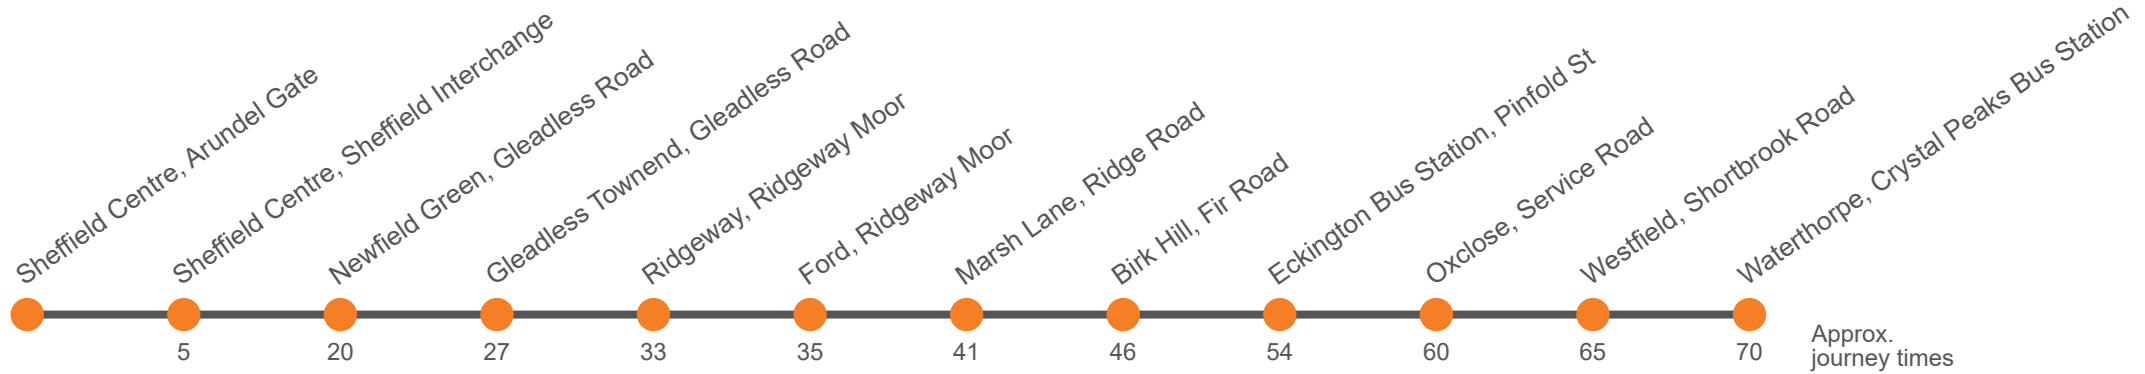 Sheffield Centre, Arundel Gate
Sheffield Centre, Sheffield Interchange
Newfield Green, Gleadless Road
Gleadless Townend, Gleadless Road
Ridgeway, Ridgeway Moor
Ford, Ridgeway Moor
Marsh Lane, Ridge Road
Birk Hill, Fir Road
Eckington Bus Station, Pinfold St
Oxclose, Service Road
Westfield, Shortbrook Road
Waterthorpe, Crystal Peaks Bus Station
5 20 27 33 35 41 46 54 60 65 70
Approx.
journey times